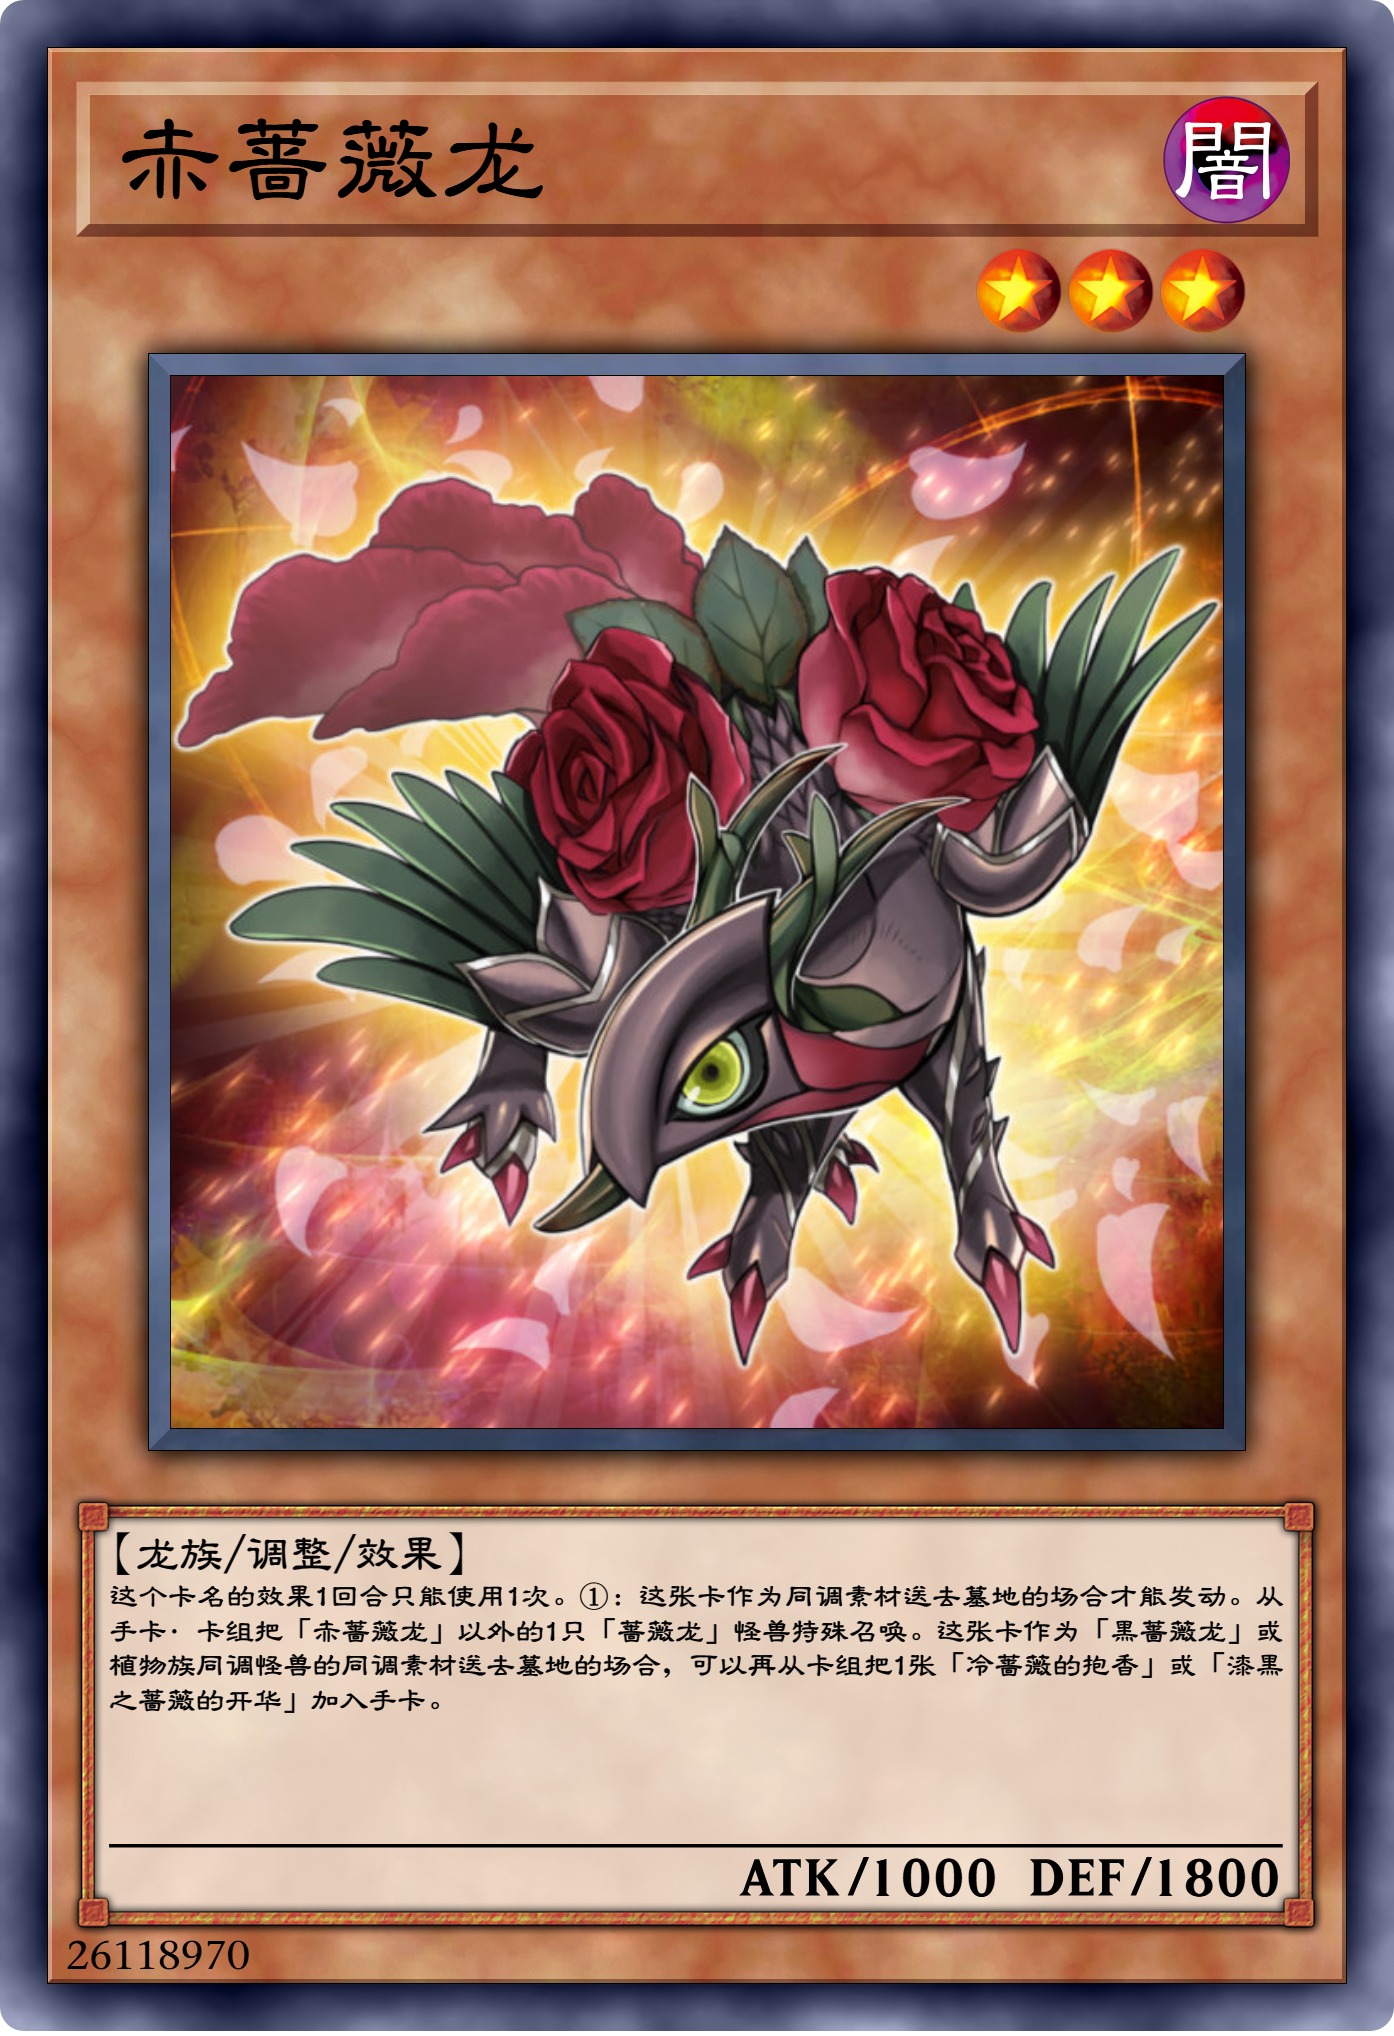 赤蔷薇龙
闇
【龙族/调整/效果】
这个卡名的效果1回合只能使用1次。①：这张卡作为同调素材送去墓地的场合才能发动。从
手卡·卡组把「赤蔷薇龙」以外的1只「蔷薇龙」怪兽特殊召唤。这张卡作为「黑蔷薇龙」或
植物族同调怪兽的同调素材送去墓地的场合，可以再从卡组把1张「冷蔷薇的抱香」或「漆黑
之蔷薇的开华」加入手卡。
ATK/1000 DEF/1800
26118970